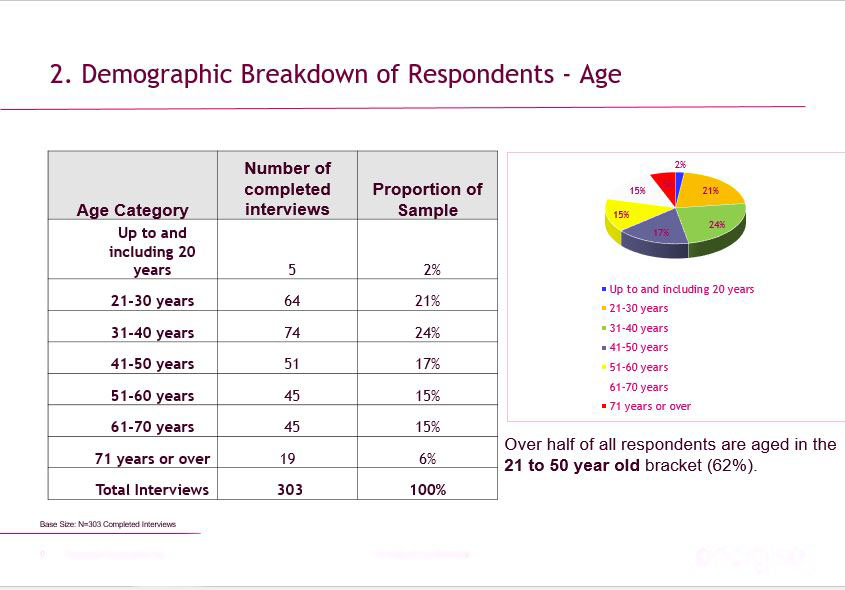 2. Demographic Breakdown of Respondents - Age
Age Category
Number of
completed
interviews
Proportion of
Sample
Up to and
including 20
years
5
2%
21-30 years
64
21%
31-40 years
74
24%
41-50 years
51
17%
51-60 years
45
15%
61-70 years
45
15%
71 years or over
19
6%
Total Interviews
303
100%
2%
21%
24%
17%
15%
15%
Up to and including 20 years
21-30 years
31-40 years
41-50 years
51-60 years
61-70 years
71 years or over
Over half of all respondents are aged in the
21 to 50 year old bracket (62%).
Base Size: N=303 Completed Interviews